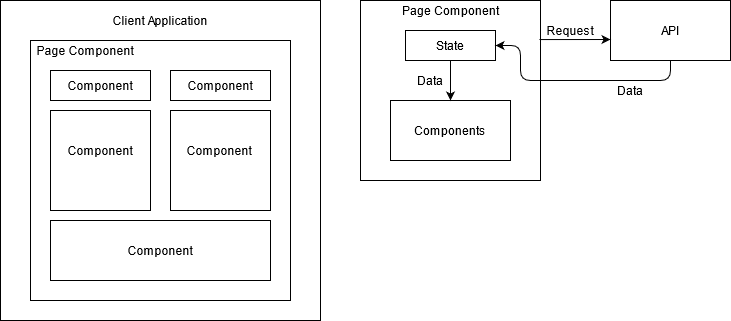 Client Application
Page Component
Component
Component
Component
Component
Component
Page Component
State
Request
API
Data
Data
Components